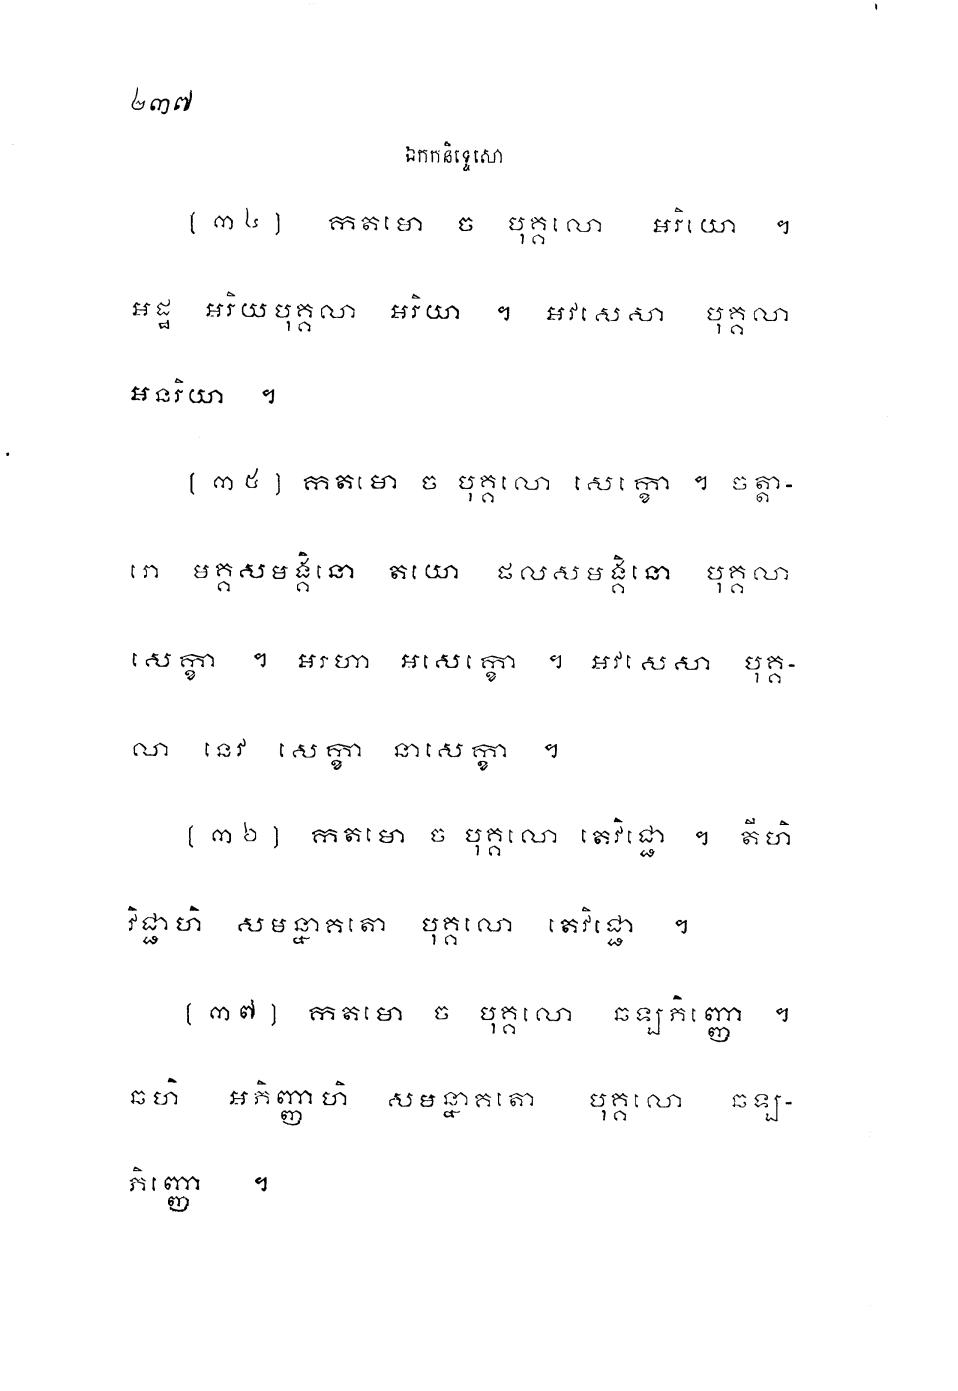 ២៣៧
ឯកកនិទ្ទេសោ
[ ៣៤ ] កតមោ ច បុគ្គលោ អរិយោ ។
អដ្ឋ អរិយបុគ្គលា អរិយា ។ អវសេសា បុគ្គលា
អនរិយា ។
[ ៣៥ ] កតមោ ច បុគ្គលោ សេក្ខោ ។ ចត្តា-
រោ មគ្គសមង្គិនោ តយោ ផលសមង្គិនោ បុគ្គលា
សេក្ខា ។ អរហា អសេក្ខោ ។ អវសេសា បុគ្គ-
លា នេវ សេក្ខា នាសេក្ខា ។
[ ៣៦ ] កតមោ ច បុគ្គលោ តេវិជ្ជោ ។ តីហិ
វិជ្ជាហិ សមន្នាគតោ បុគ្គលោ តេវិជ្ជោ ។
[ ៣៧ ] កតមោ ច បុគ្គលោ ឆឡភិញ្ញោ ។
ឆហិ អភិញ្ញាហិ សមន្នាគតោ បុគ្គលោ ឆឡ-
ភិញ្ញោ ។